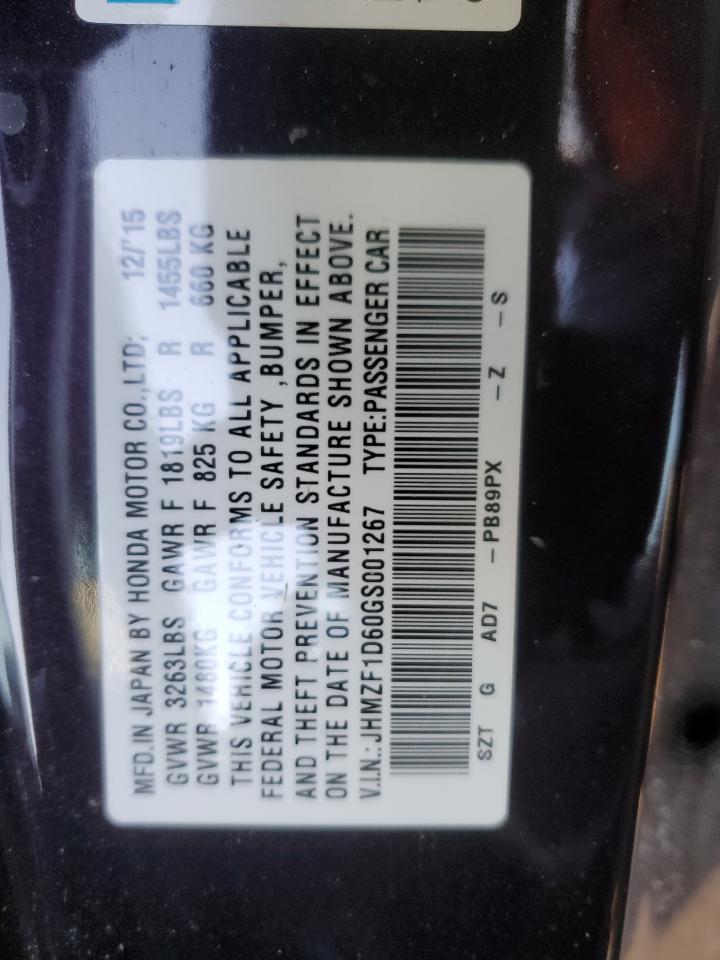 MFD.IN JAPAN BY HONDA MOTOR CO.,LTD; 12/'15
GVWR 3263LBS GAWR F 1819LBS R 1455LBS
GVWR 1480KG GAWR F 825 KG R 660 KG
THIS VEHICLE CONFORMS TO ALL APPLICABLE
FEDERAL MOTOR VEHICLE SAFETY ,BUMPER,
AND THEFT PREVENTION STANDARDS IN EFFECT
ON THE DATE OF MANUFACTURE SHOWN ABOVE.
V.I.N.: JHMZF1D60GS001267 TYPE:PASSENGER CAR
SZT G AD7 -PB89PX -Z -S